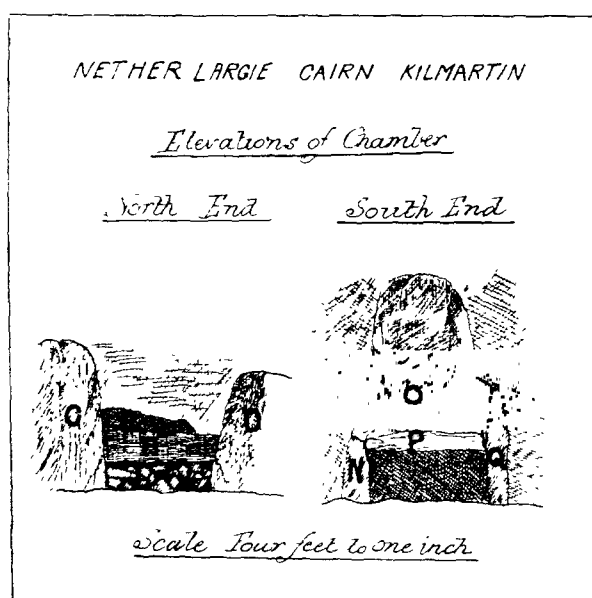 NETHER LARGIE CAIRN KILMARTIN
Elevations of Chamber
North End
South End
G
H
D
O
P
N
Q
Scale Four feet to one inch